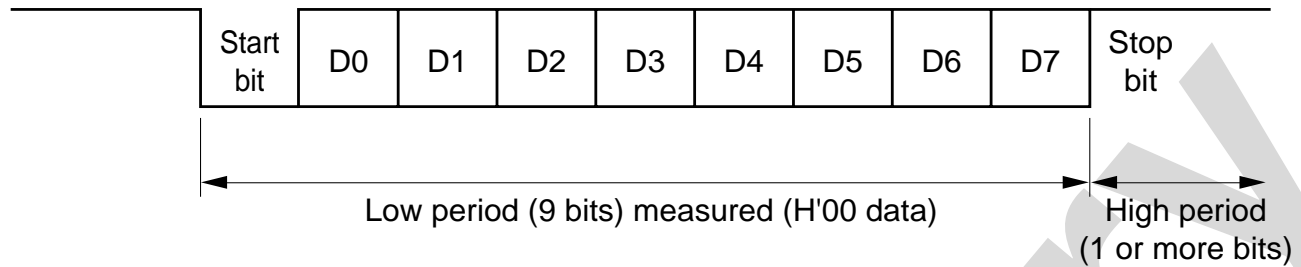 Start
bit
D0
D1
D2
D3
D4
D5
D6
D7
Stop
bit
Low period (9 bits) measured (H'00 data)
High period
(1 or more bits)